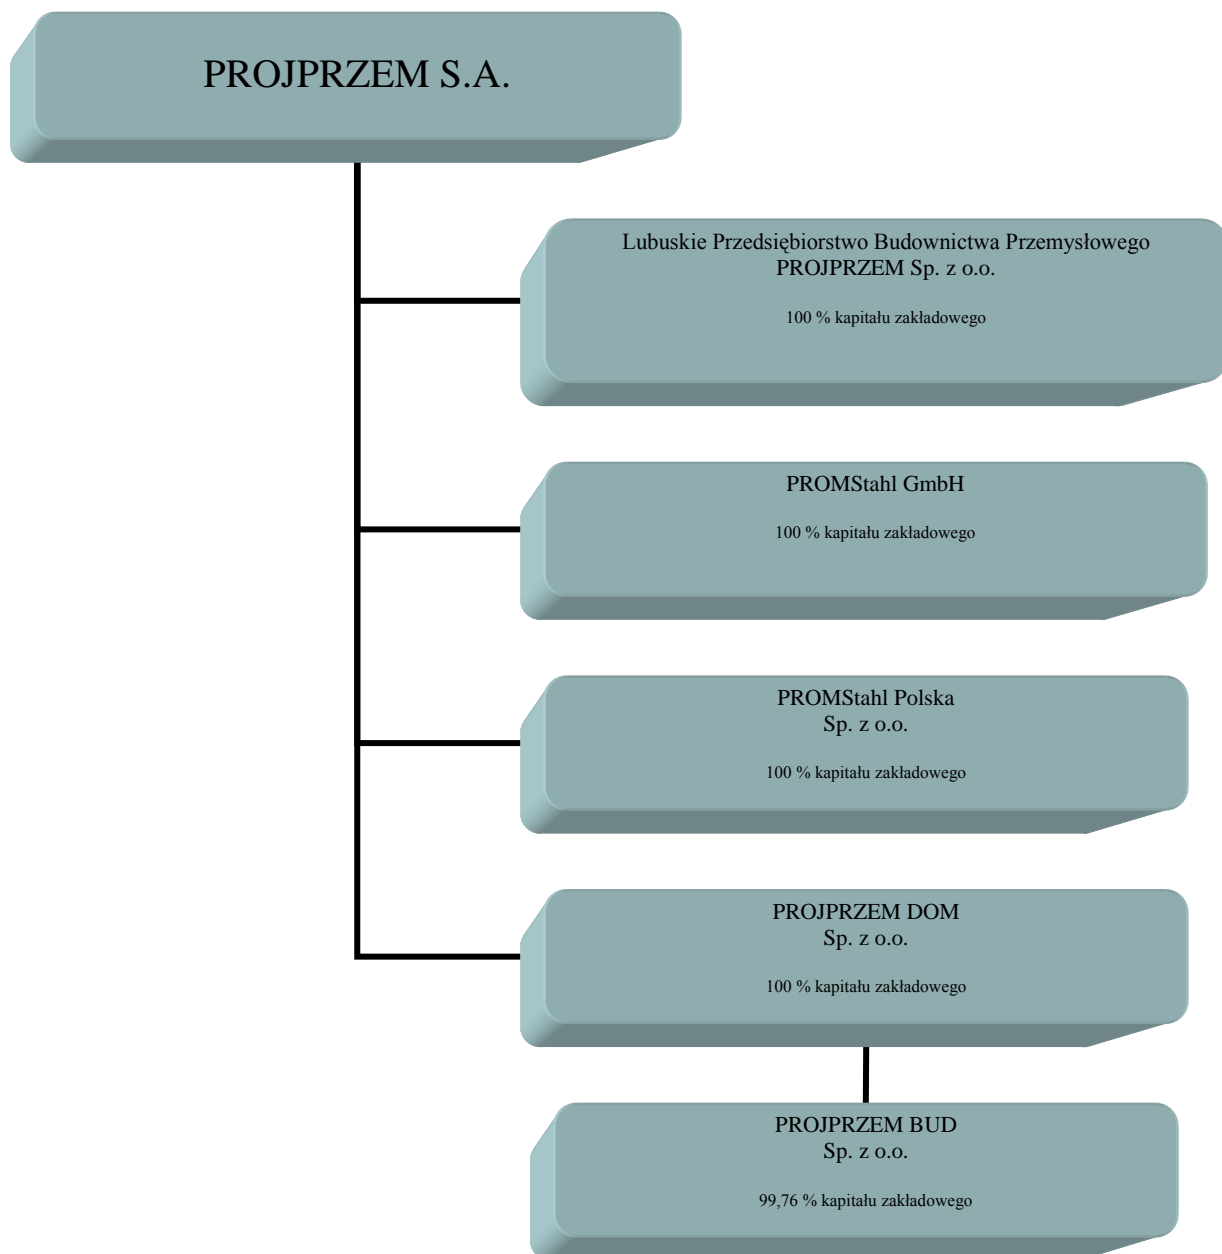 PROJPRZEM S.A.
Lubuskie Przedsiębiorstwo Budownictwa Przemysłowego
PROJPRZEM Sp. z o.o.
100 % kapitału zakładowego
PROMStahl GmbH
100 % kapitału zakładowego
PROMStahl Polska
Sp. z o.o.
100 % kapitału zakładowego
PROJPRZEM DOM
Sp. z o.o.
100 % kapitału zakładowego
PROJPRZEM BUD
Sp. z o.o.
99,76 % kapitału zakładowego